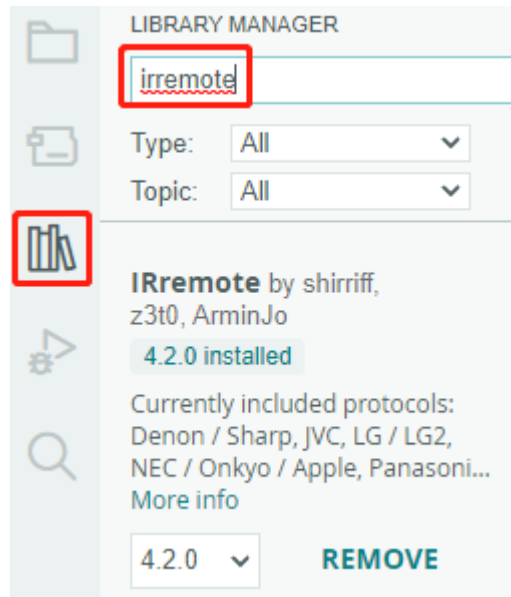 LIBRARY MANAGER
irremote
Type: All
Topic: All
IRremote by shirriff,
z3t0, ArminJo
4.2.0 installed
Currently included protocols:
Denon / Sharp, JVC, LG / LG2,
NEC / Onkyo / Apple, Panasoni...
More info
4.2.0 REMOVE